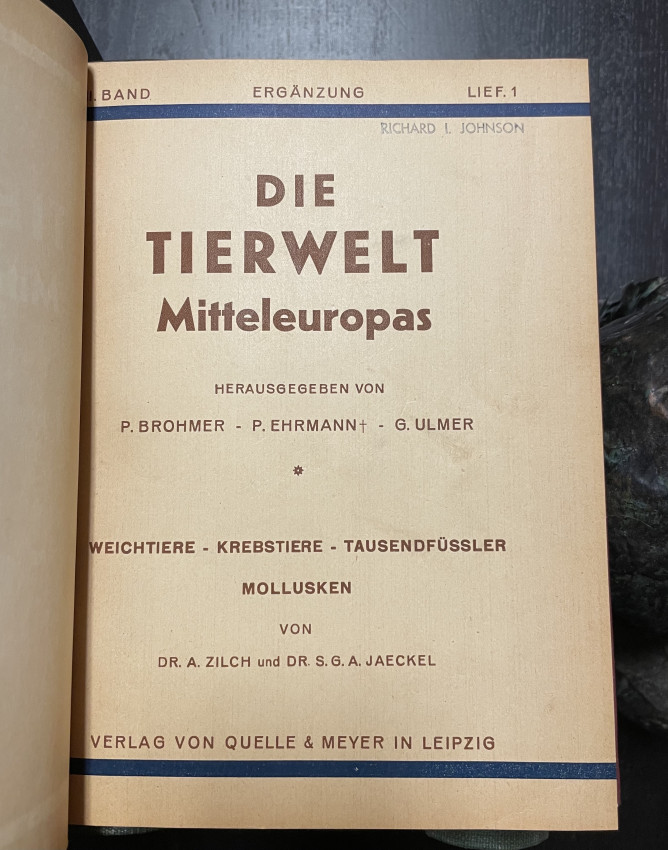 I. BAND ERGÄNZUNG LIEF. 1
RICHARD I. JOHNSON
DIE
TIERWELT
Mitteleuropas
HERAUSGEGEBEN VON
P. BROHMER - P. EHRMANN† - G. ULMER
WEICHTIERE - KREBSTIERE - TAUSENDFÜSSLER
MOLLUSKEN
VON
DR. A. ZILCH und DR. S. G. A. JAECKEL
VERLAG VON QUELLE & MEYER IN LEIPZIG